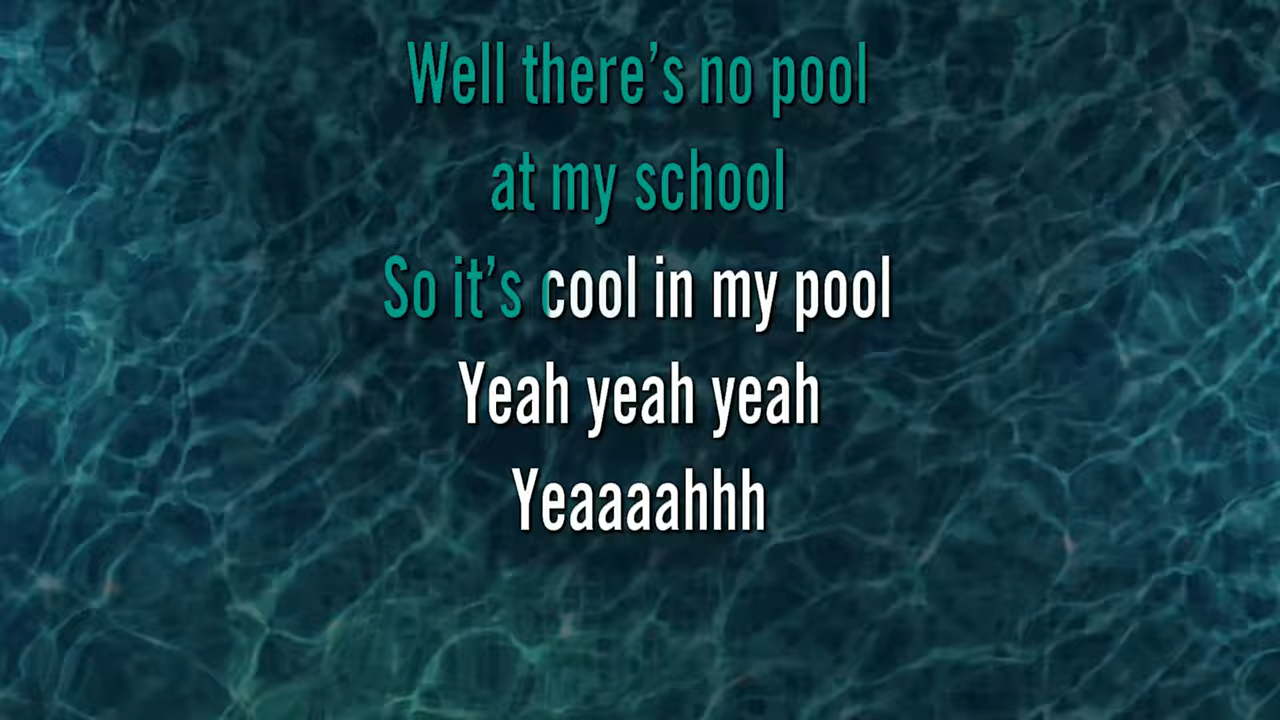 Well there’s no pool
at my school
So it’s cool in my pool
Yeah yeah yeah
Yeaaaahhh